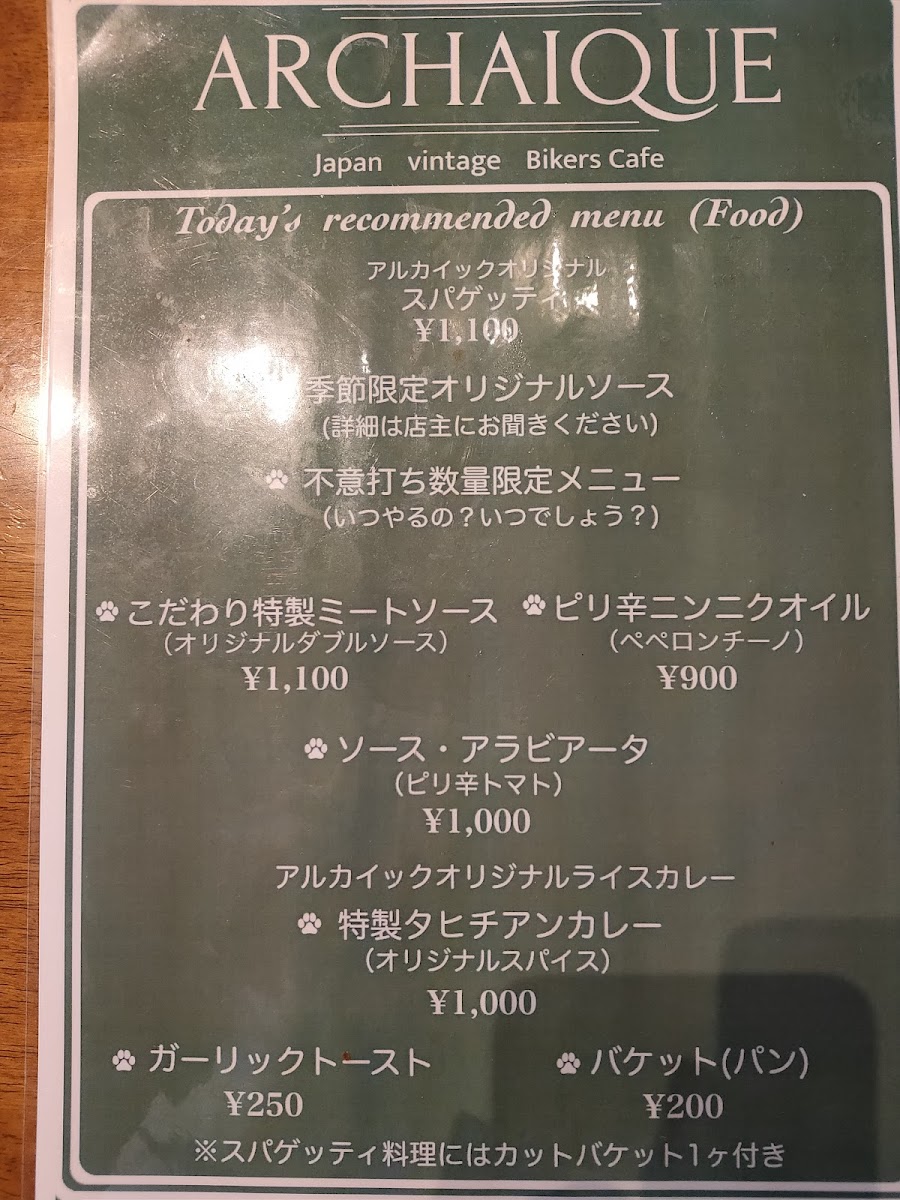 ARCHAIQUE
Japan vintage Bikers Cafe
Today's recommended menu (Food)
アルカイックオリジナル
スパゲッティ
¥1,100
季節限定オリジナルソース
(詳細は店主にお聞きください)
不意打ち数量限定メニュー
(いつやるの?いつでしょう?)
こだわり特製ミートソース ピリ辛ニンニクオイル
(オリジナルダブルソース) (ペペロンチーノ)
¥1,100 ¥900
ソース・アラビアータ
(ピリ辛トマト)
¥1,000
アルカイックオリジナルライスカレー
特製タヒチアンカレー
(オリジナルスパイス)
¥1,000
ガーリックトースト バケット(パン)
¥250 ¥200
※スパゲッティ料理にはカットバケット1ヶ付き